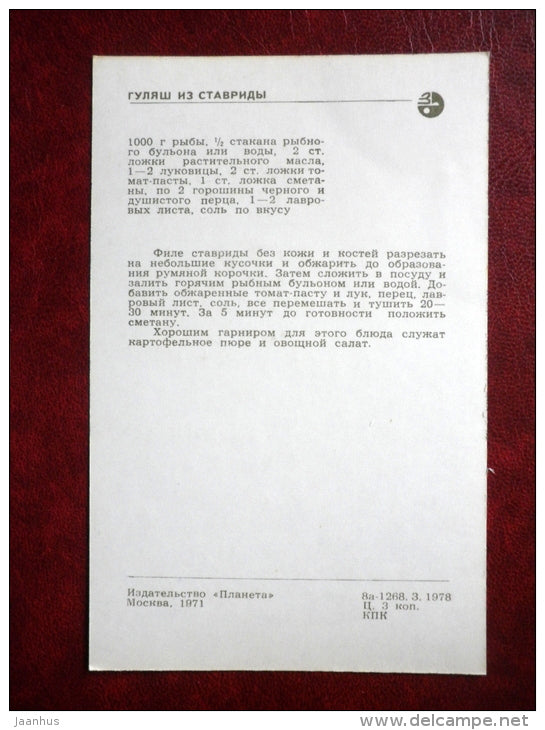 ГУЛЯШ ИЗ СТАВРИДЫ
1000 г рыбы, ½ стакана рыбно-
го бульона или воды, 2 ст.
ложки растительного масла,
1—2 луковицы, 2 ст. ложки то-
мат-пасты, 1 ст. ложка смета-
ны, по 2 горошины черного и
душистого перца, 1—2 лавро-
вых листа, соль по вкусу
Филе ставриды без кожи и костей разрезать
на небольшие кусочки и обжарить до образова-
ния румяной корочки. Затем сложить в посуду и
залить горячим рыбным бульоном или водой. До-
бавить обжаренные томат-пасту и лук, перец, лав-
ровый лист, соль, все перемешать и тушить 20—
30 минут. За 5 минут до готовности положить
сметану.
Хорошим гарниром для этого блюда служат
картофельное пюре и овощной салат.
Издательство «Планета»
Москва, 1971
8а-1268. 3. 1978
Ц. 3 коп.
КПК
jaanhus
www.delcampe.net